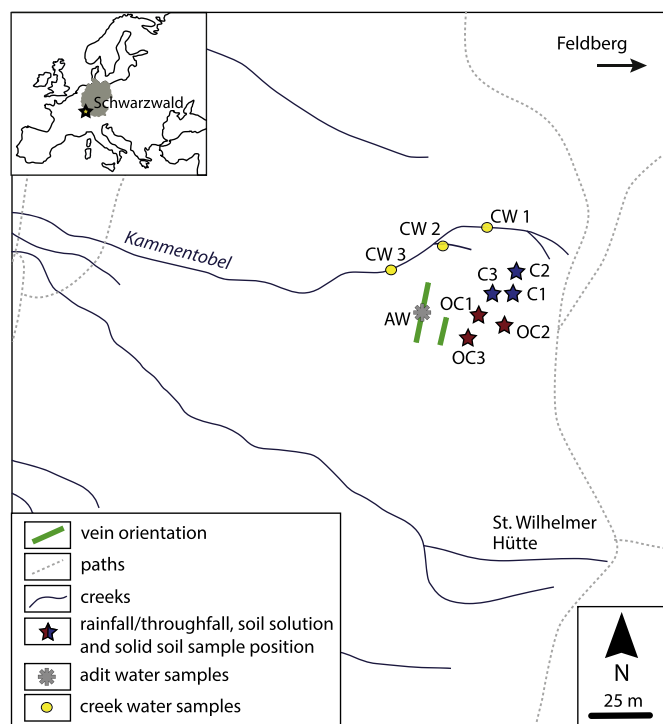 Schwarzwald
Feldberg
CW 1
CW 2
Kammentobel
CW 3
C2
C3
C1
OC1
AW
OC2
OC3
St. Wilhelmer
Hütte
vein orientation
paths
creeks
rainfall/throughfall, soil solution
and solid soil sample position
adit water samples
creek water samples
N
25 m